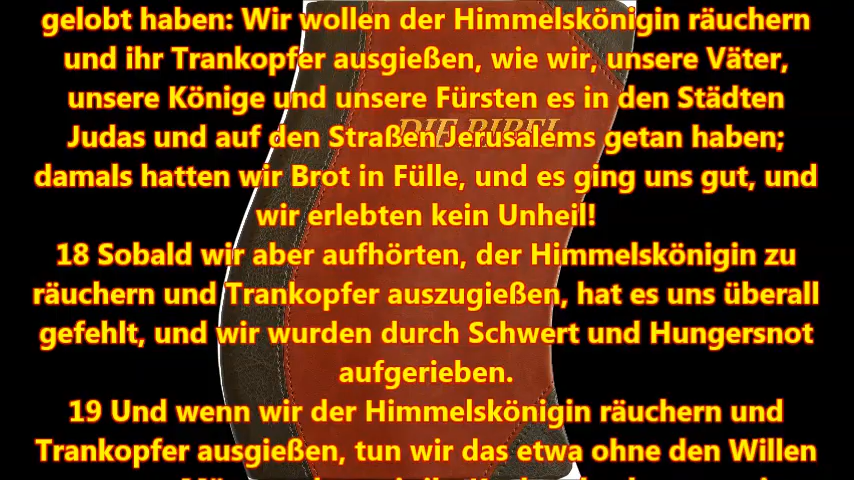 gelobt haben: Wir wollen der Himmelskönigin räuchern
und ihr Trankopfer ausgießen, wie wir, unsere Väter,
unsere Könige und unsere Fürsten es in den Städten
DIE BIBEL
Judas und auf den Straßen Jerusalems getan haben;
damals hatten wir Brot in Fülle, und es ging uns gut, und
wir erlebten kein Unheil!
18 Sobald wir aber aufhörten, der Himmelskönigin zu
räuchern und Trankopfer auszugießen, hat es uns überall
gefehlt, und wir wurden durch Schwert und Hungersnot
aufgerieben.
19 Und wenn wir der Himmelskönigin räuchern und
Trankopfer ausgießen, tun wir das etwa ohne den Willen